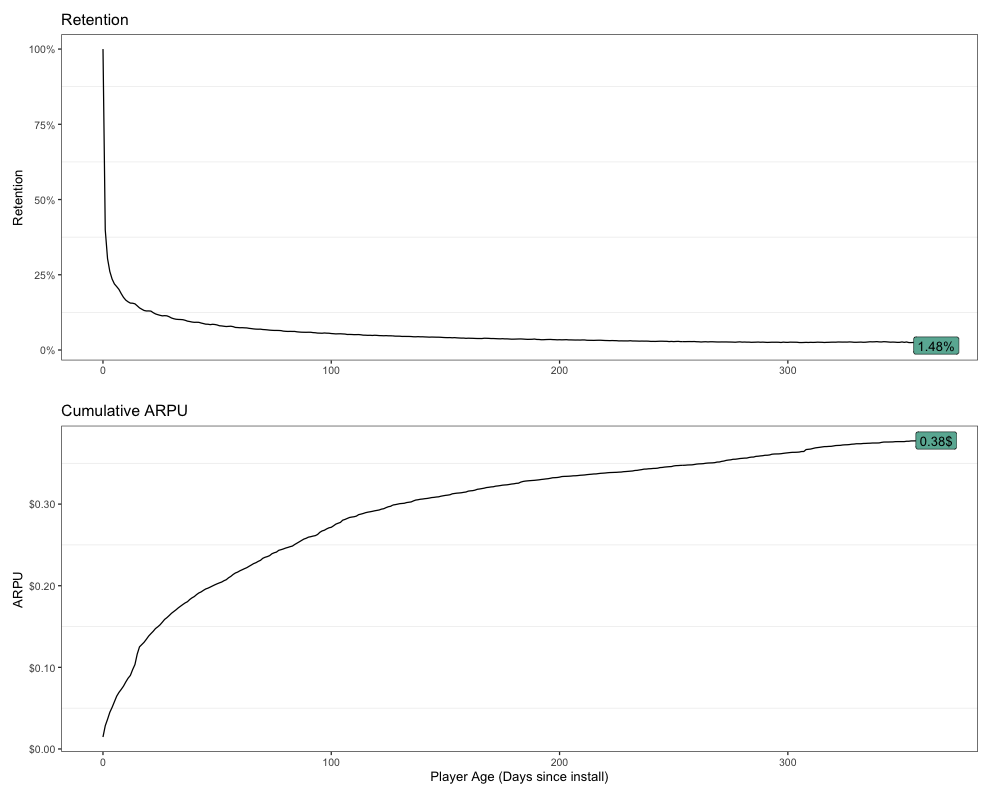 Retention
100%
75%
50%
25%
0%
Retention
1.48%
0 100 200 300
Cumulative ARPU
0.38$
$0.30
$0.20
$0.10
$0.00
ARPU
0 100 200 300
Player Age (Days since install)